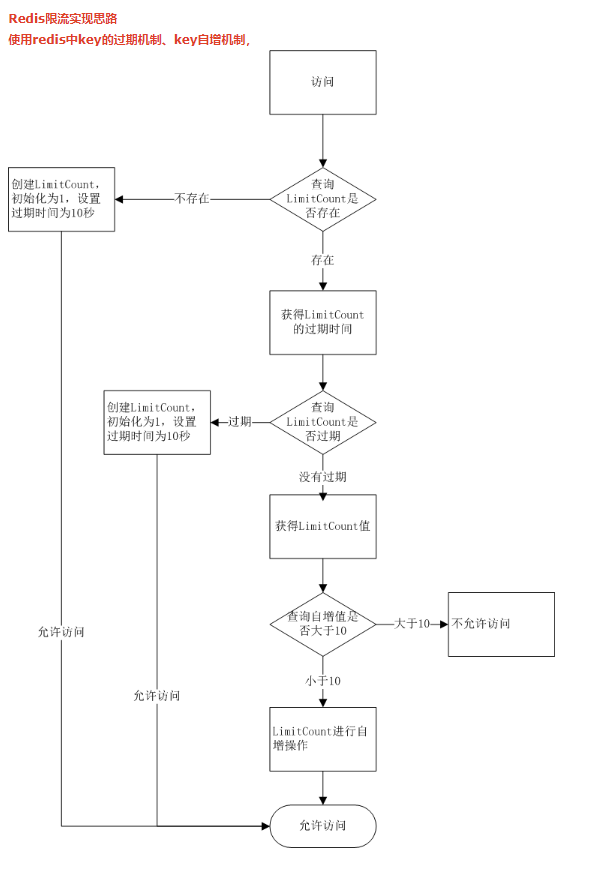 Redis限流实现思路
使用redis中key的过期机制、key自增机制,
访问
查询
LimitCount是
否存在
不存在
创建LimitCount,
初始化为1, 设置
过期时间为10秒
存在
获得LimitCount
的过期时间
查询
LimitCount是
否过期
过期
创建LimitCount,
初始化为1, 设置
过期时间为10秒
没有过期
获得LimitCount值
查询自增值是
否大于10
大于10
不允许访问
允许访问
小于10
允许访问
LimitCount进行自
增操作
允许访问